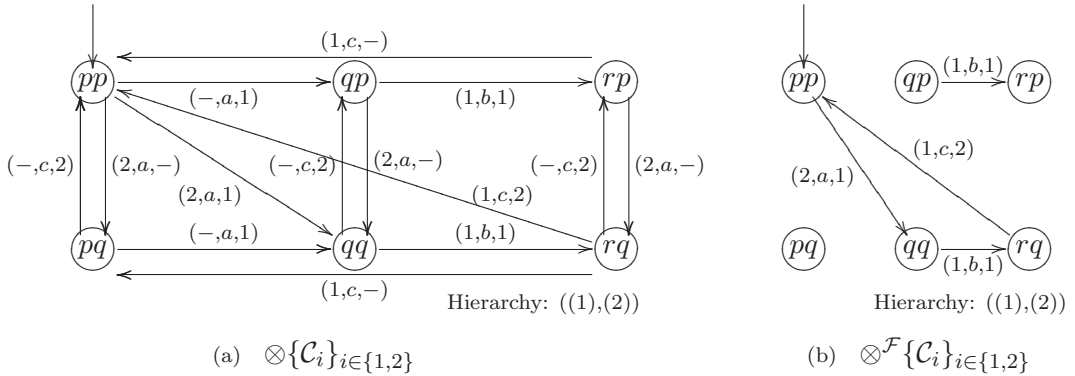 (1,c,−)
pp qp rp
(−,a,1) (1,b,1)
(−,c,2) (2,a,−) (−,c,2) (2,a,−) (−,c,2) (2,a,−)
(2,a,1) (1,c,2)
(−,a,1) (1,b,1)
pq qq rq
(1,c,−)
Hierarchy: ((1),(2))
(a) ⊗{𝒞ᵢ}ᵢ∈{1,2}
pp qp (1,b,1) rp
(1,c,2)
(2,a,1)
pq qq (1,b,1) rq
Hierarchy: ((1),(2))
(b) ⊗ℱ{𝒞ᵢ}ᵢ∈{1,2}